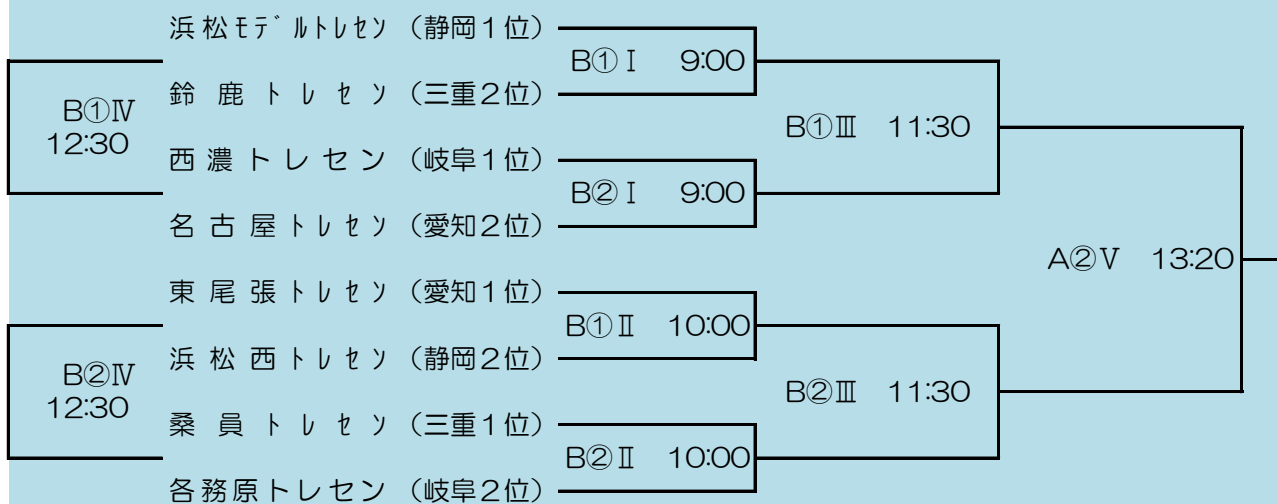 浜松ﾓﾃﾞﾙﾄﾚｾﾝ（静岡１位）
B①Ⅰ 9:00
鈴鹿ﾄﾚｾﾝ（三重２位）
B①Ⅳ
12:30
B①Ⅲ 11:30
西濃トレセン（岐阜１位）
B②Ⅰ 9:00
名古屋ﾄﾚｾﾝ（愛知２位）
A②Ⅴ 13:20
東尾張ﾄﾚｾﾝ（愛知１位）
B①Ⅱ 10:00
浜松西ﾄﾚｾﾝ（静岡２位）
B②Ⅳ
12:30
B②Ⅲ 11:30
桑員ﾄﾚｾﾝ（三重１位）
B②Ⅱ 10:00
各務原トレセン（岐阜２位）